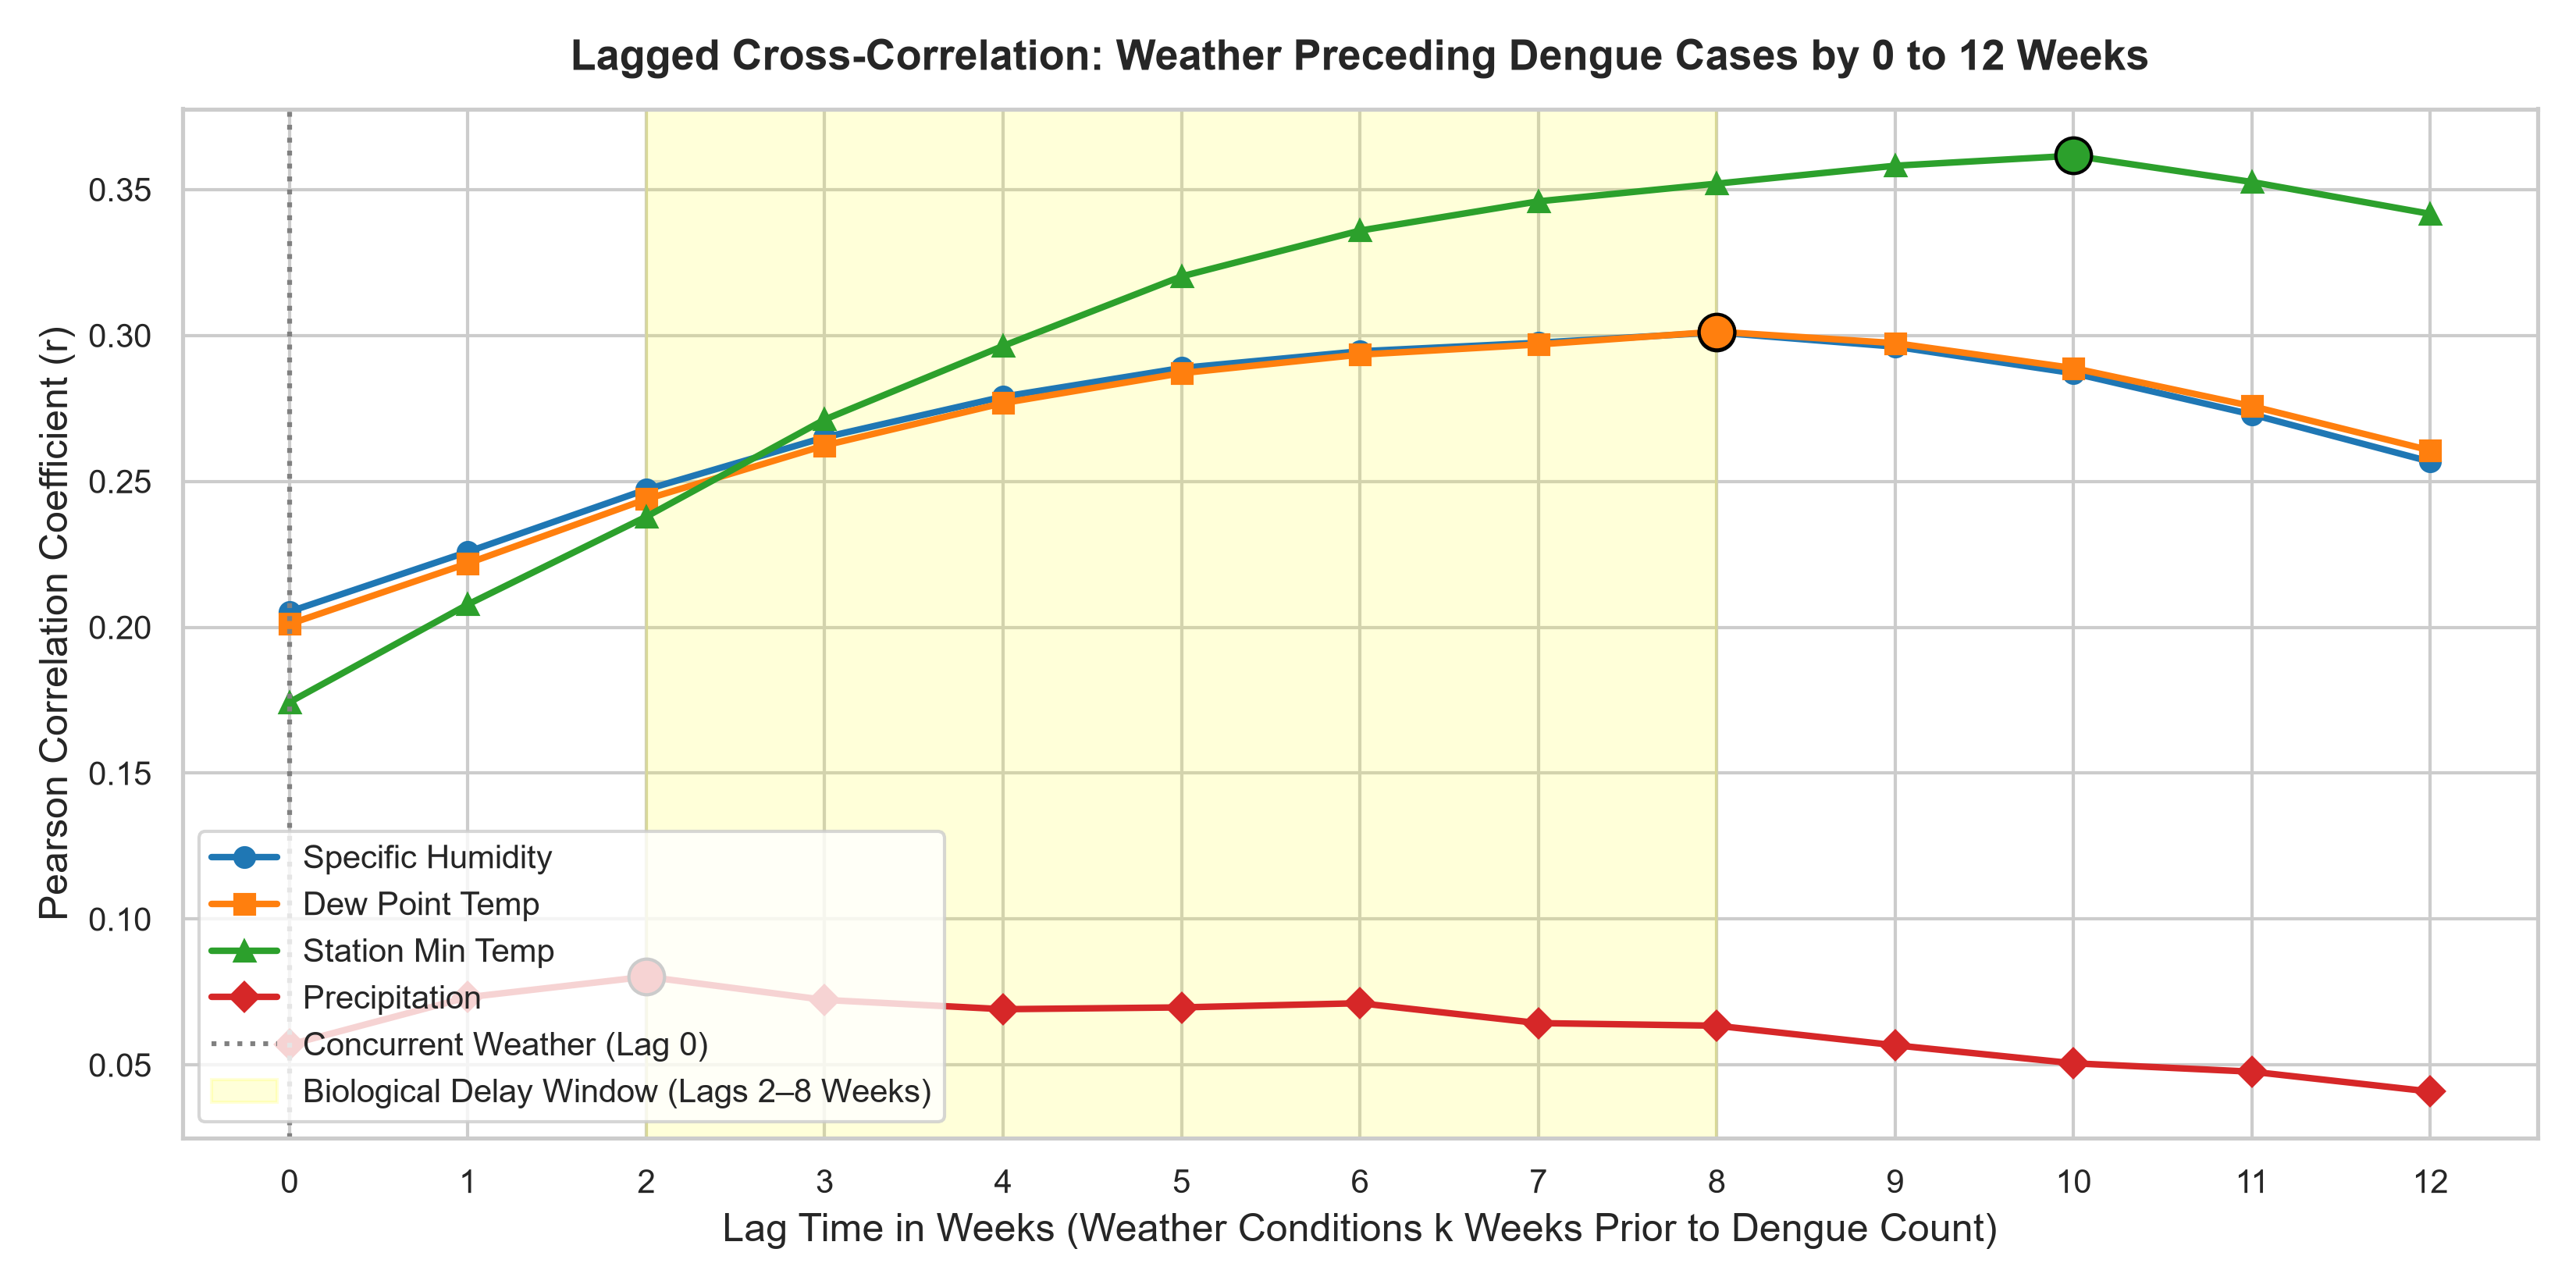 Lagged Cross-Correlation: Weather Preceding Dengue Cases by 0 to 12 Weeks
Pearson Correlation Coefficient (r)
0.35
0.30
0.25
0.20
0.15
0.10
0.05
Specific Humidity
Dew Point Temp
Station Min Temp
Precipitation
Concurrent Weather (Lag 0)
Biological Delay Window (Lags 2–8 Weeks)
0 1 2 3 4 5 6 7 8 9 10 11 12
Lag Time in Weeks (Weather Conditions k Weeks Prior to Dengue Count)